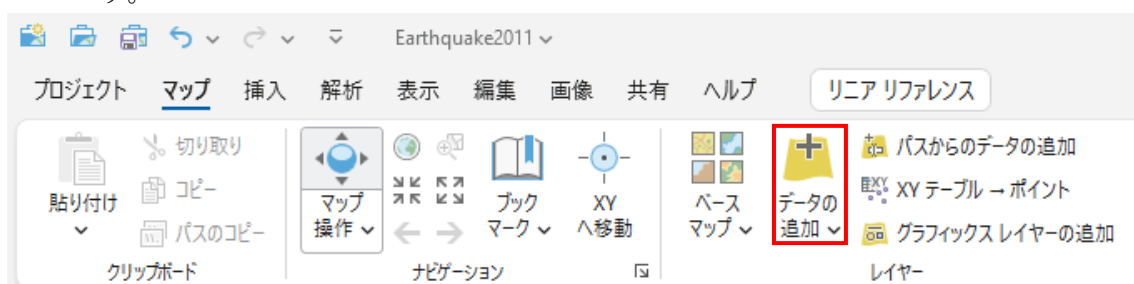 す。
Earthquake2011
プロジェクト マップ 挿入 解析 表示 編集 画像 共有 ヘルプ リニア リファレンス
貼り付け
切り取り
コピー
パスのコピー
クリップボード
マップ
操作
ブック
マーク
XY
へ移動
ナビゲーション
ベース
マップ
データの
追加
パスからのデータの追加
XY テーブル → ポイント
グラフィックス レイヤーの追加
レイヤー